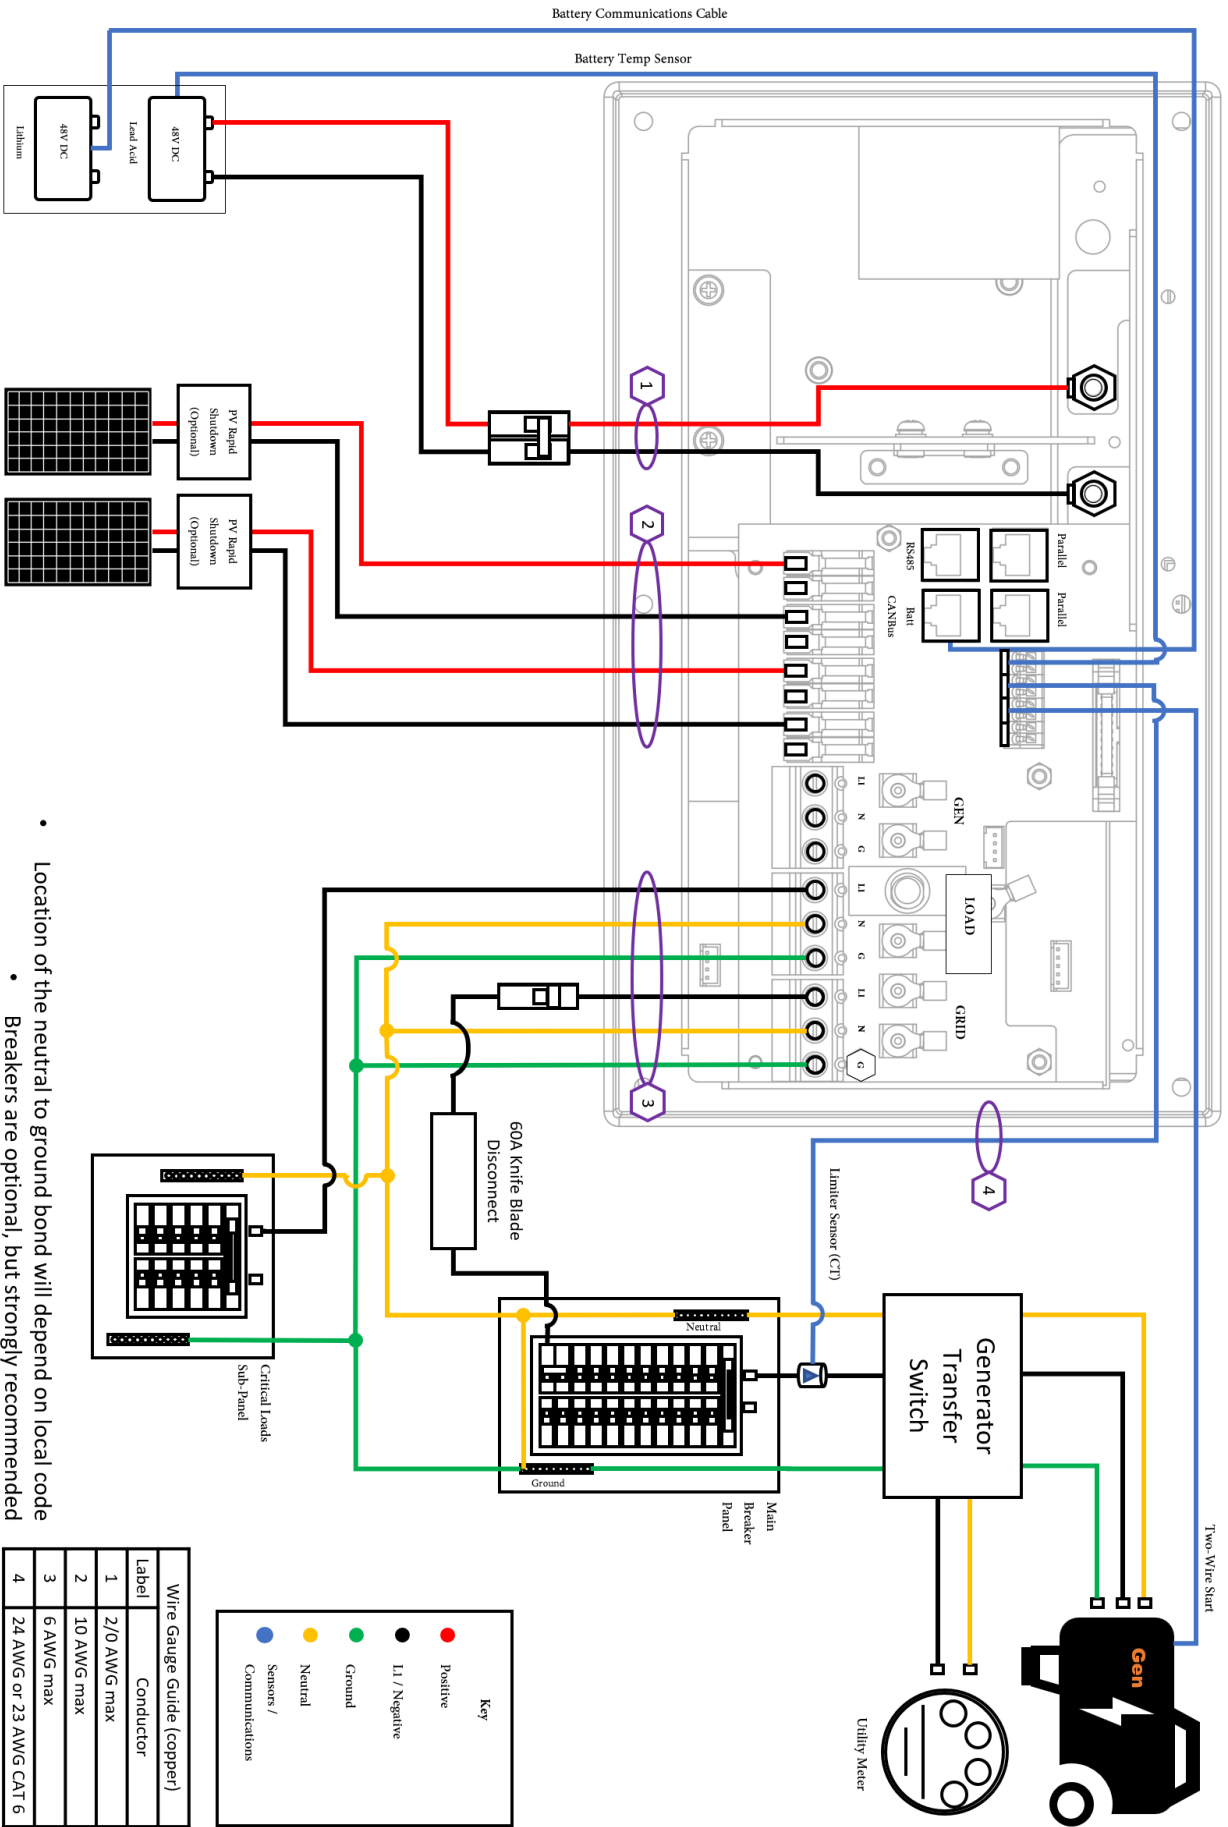 Battery Communications Cable
Battery Temp Sensor
Lithium
48V DC
Lead Acid
48V DC
PV Rapid
Shutdown
(Optional)
PV Rapid
Shutdown
(Optional)
1
2
3
4
RS485
Batt
CANBus
Parallel
Parallel
GEN
L1
N
G
LOAD
L1
N
G
GRID
L1
N
G
60A Knife Blade
Disconnect
Limiter Sensor (CT)
Generator
Transfer
Switch
Two-Wire Start
Gen
Utility Meter
Neutral
Ground
Main
Breaker
Panel
Critical Loads
Sub-Panel
• Location of the neutral to ground bond will depend on local code
• Breakers are optional, but strongly recommended
Key
Positive
L1 / Negative
Ground
Neutral
Sensors /
Communications
Wire Gauge Guide (copper)
Label Conductor
1 2/0 AWG max
2 10 AWG max
3 6 AWG max
4 24 AWG or 23 AWG CAT 6